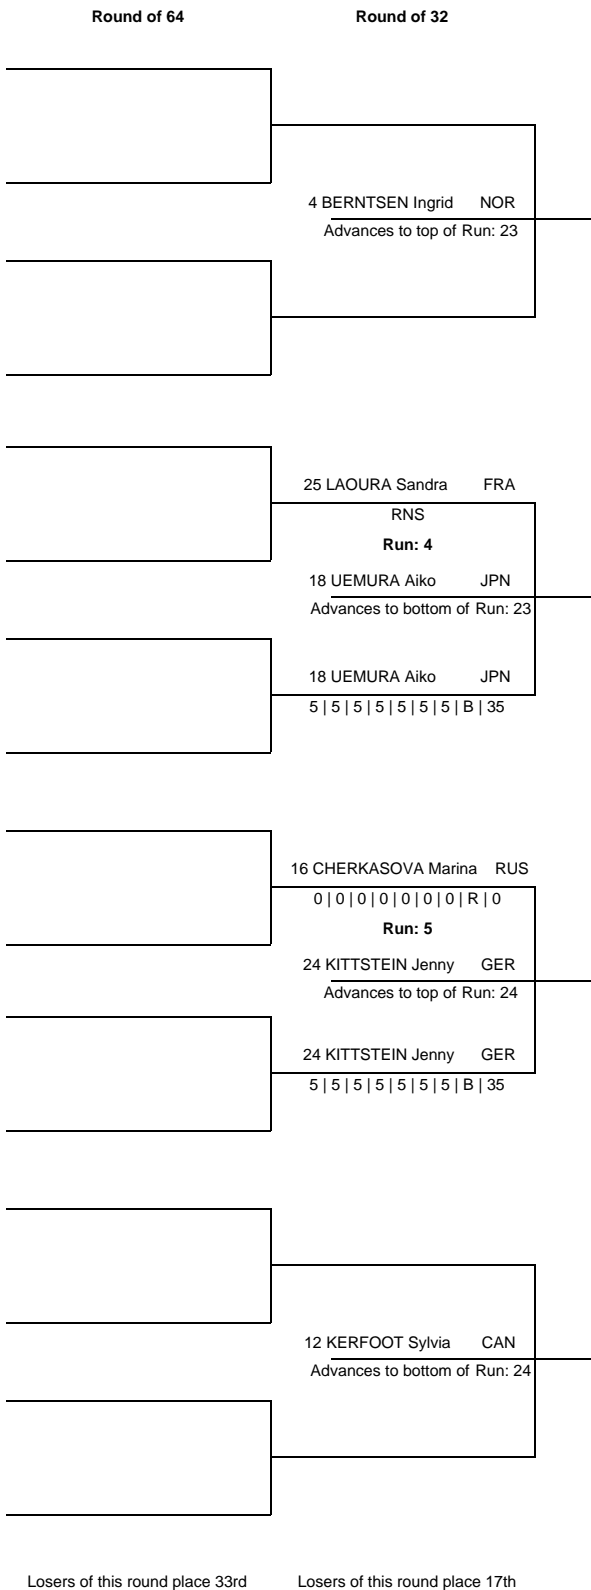 Round of 64 Round of 32
4 BERNTSEN Ingrid NOR
Advances to top of Run: 23
25 LAOURA Sandra FRA
RNS
Run: 4
18 UEMURA Aiko JPN
Advances to bottom of Run: 23
18 UEMURA Aiko JPN
5 | 5 | 5 | 5 | 5 | 5 | 5 | B | 35
16 CHERKASOVA Marina RUS
0 | 0 | 0 | 0 | 0 | 0 | 0 | R | 0
Run: 5
24 KITTSTEIN Jenny GER
Advances to top of Run: 24
24 KITTSTEIN Jenny GER
5 | 5 | 5 | 5 | 5 | 5 | 5 | B | 35
12 KERFOOT Sylvia CAN
Advances to bottom of Run: 24
Losers of this round place 33rd Losers of this round place 17th